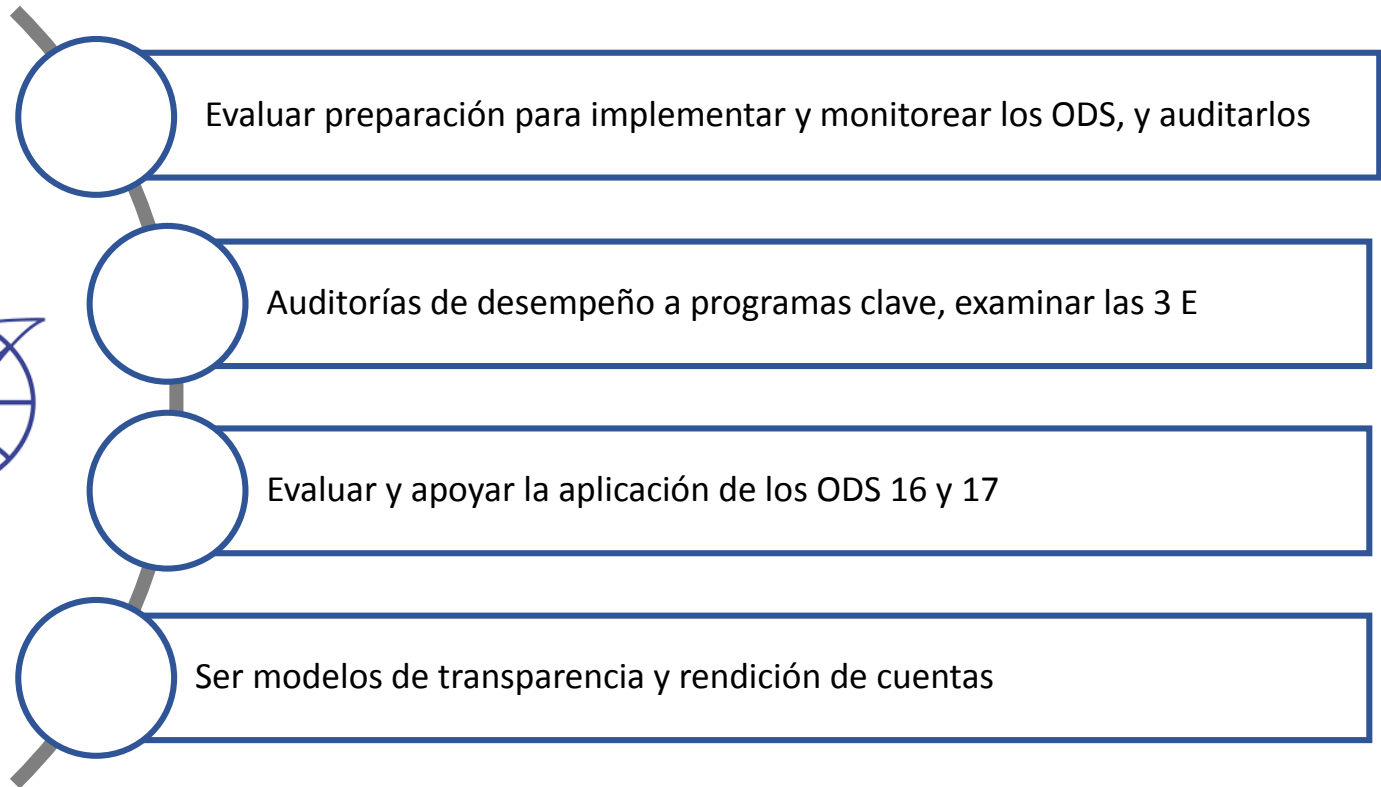 Evaluar preparación para implementar y monitorear los ODS, y auditarlos
Auditorías de desempeño a programas clave, examinar las 3 E
Evaluar y apoyar la aplicación de los ODS 16 y 17
Ser modelos de transparencia y rendición de cuentas